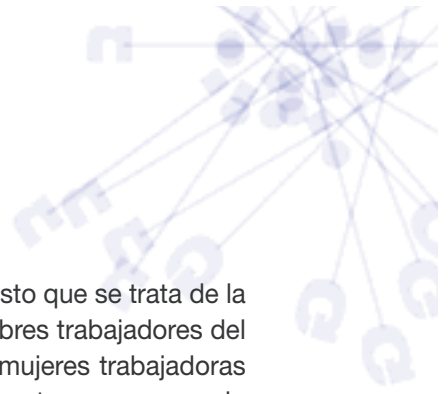 sto que se trata de la
bres trabajadores del
mujeres trabajadoras